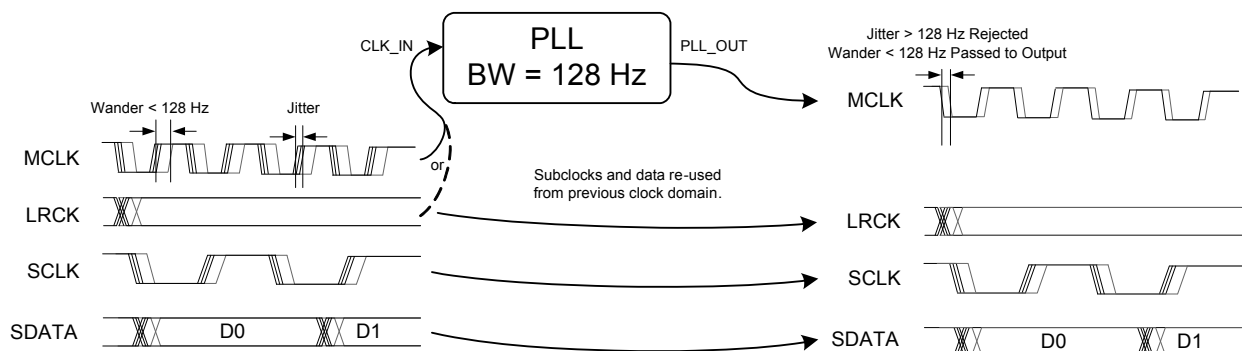 PLL
BW = 128 Hz
CLK_IN
PLL_OUT
Jitter > 128 Hz Rejected
Wander < 128 Hz Passed to Output
MCLK
Wander < 128 Hz
Jitter
MCLK
or
Subclocks and data re-used
from previous clock domain.
LRCK
LRCK
SCLK
SCLK
SDATA
D0
D1
SDATA
D0
D1